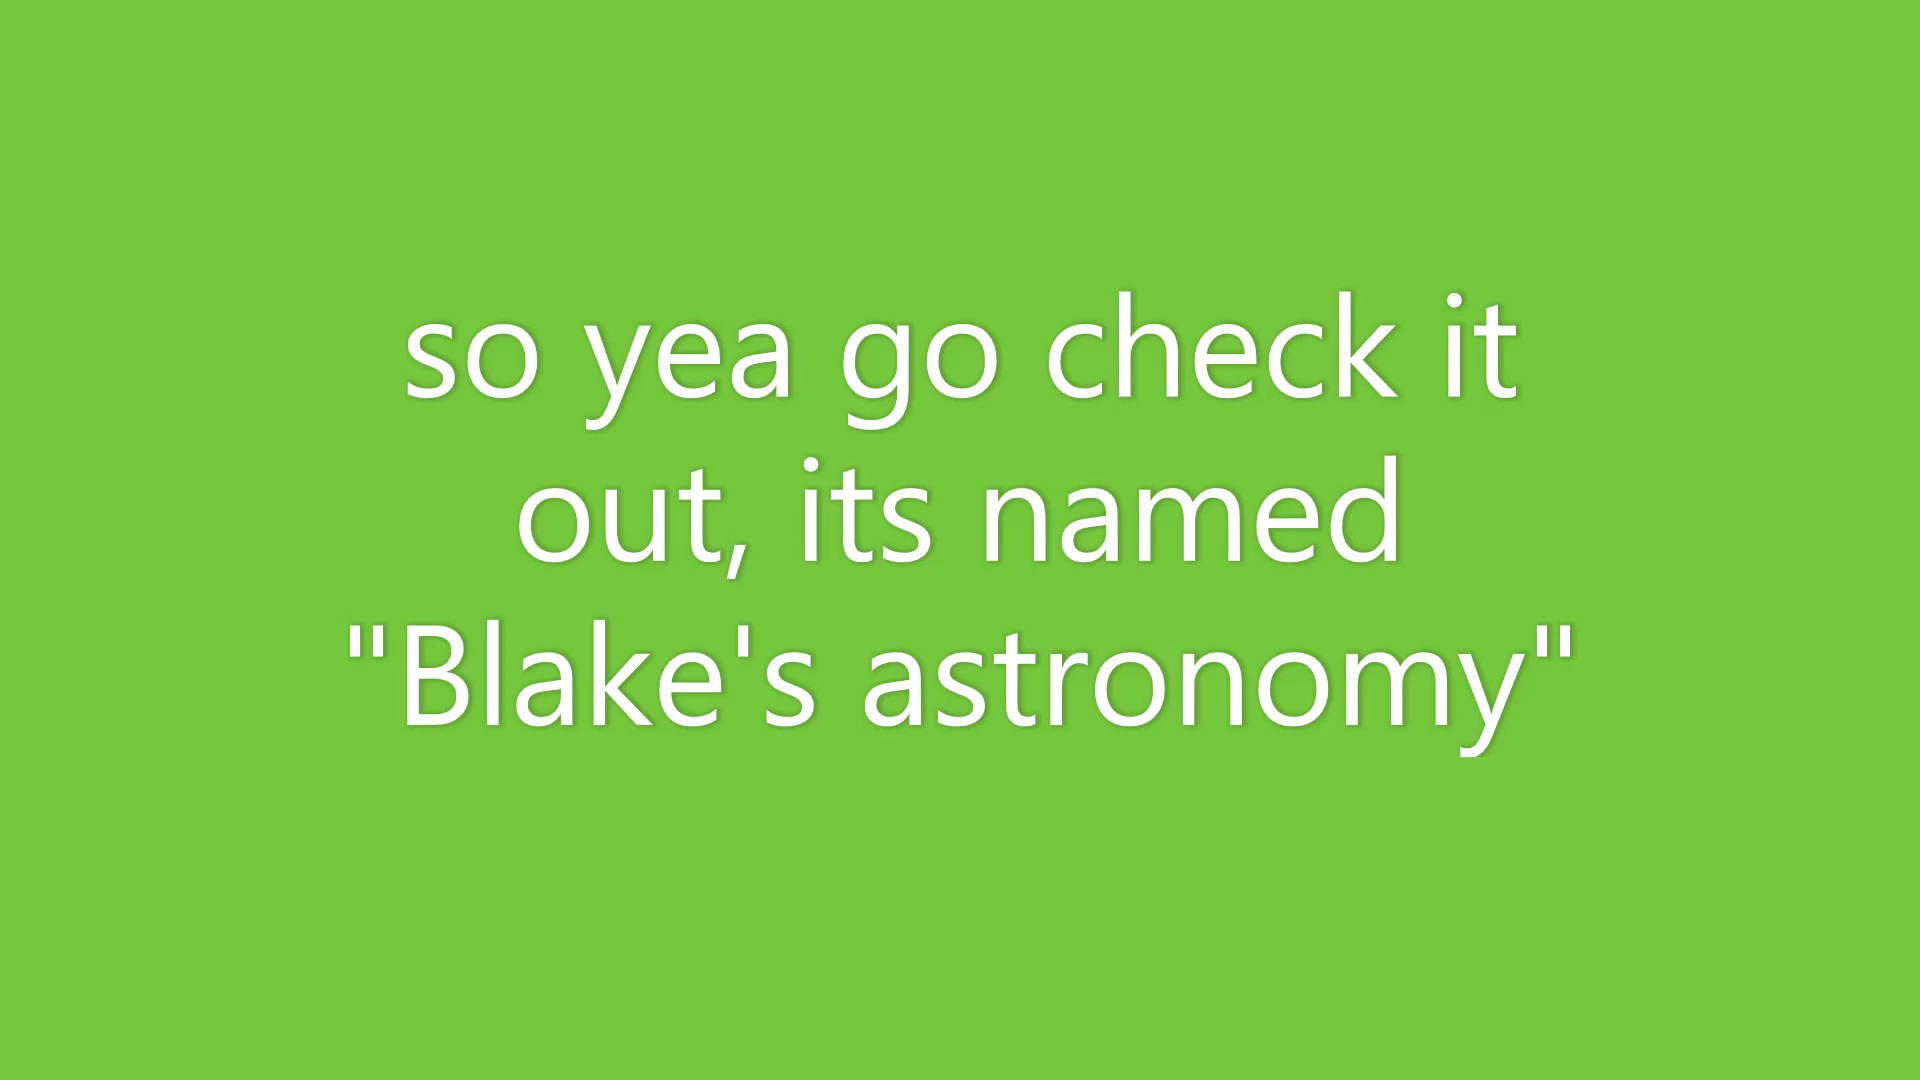 so yea go check it
out, its named
"Blake's astronomy"